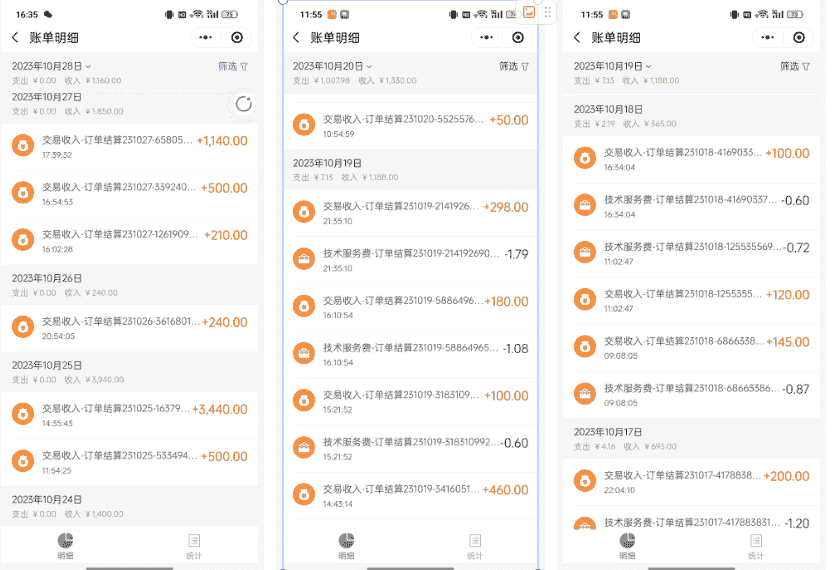 16:35
账单明细
2023年10月28日
筛选
支出 ￥0.00 收入 ￥1,160.00
2023年10月27日
支出 ￥0.00 收入 ￥1,850.00
交易收入-订单结算231027-65805... +1,140.00
17:39:32
交易收入-订单结算231027-339240... +500.00
16:54:53
交易收入-订单结算231027-1261909... +210.00
16:02:28
2023年10月26日
支出 ￥0.00 收入 ￥240.00
交易收入-订单结算231026-3616801... +240.00
20:54:05
2023年10月25日
支出 ￥0.00 收入 ￥3,940.00
交易收入-订单结算231025-16379... +3,440.00
14:35:43
交易收入-订单结算231025-533494... +500.00
11:54:25
2023年10月24日
支出 ￥0.00 收入 ￥1,400.00
明细
统计
11:55
账单明细
2023年10月20日
筛选
支出 ￥1,007.98 收入 ￥1,330.00
交易收入-订单结算231020-5525576... +50.00
10:54:59
2023年10月19日
支出 ￥7.13 收入 ￥1,188.00
交易收入-订单结算231019-2141926... +298.00
21:35:10
技术服务费-订单结算231019-214192690... -1.79
21:35:10
交易收入-订单结算231019-5886496... +180.00
16:10:54
技术服务费-订单结算231019-58864965... -1.08
16:10:54
交易收入-订单结算231019-3183109... +100.00
15:21:52
技术服务费-订单结算231019-318310992... -0.60
15:21:52
交易收入-订单结算231019-3416051... +460.00
14:43:14
明细
统计
11:55
账单明细
2023年10月19日
筛选
支出 ￥7.13 收入 ￥1,188.00
2023年10月18日
支出 ￥2.19 收入 ￥365.00
交易收入-订单结算231018-4169033... +100.00
16:34:04
技术服务费-订单结算231018-41690337... -0.60
16:34:04
技术服务费-订单结算231018-125535569... -0.72
11:02:47
交易收入-订单结算231018-1255355... +120.00
11:02:47
交易收入-订单结算231018-6866338... +145.00
09:08:05
技术服务费-订单结算231018-68663386... -0.87
09:08:05
2023年10月17日
支出 ￥4.16 收入 ￥695.00
交易收入-订单结算231017-4178838... +200.00
22:04:10
技术服务费-订单结算231017-417883831... -1.20
明细
统计